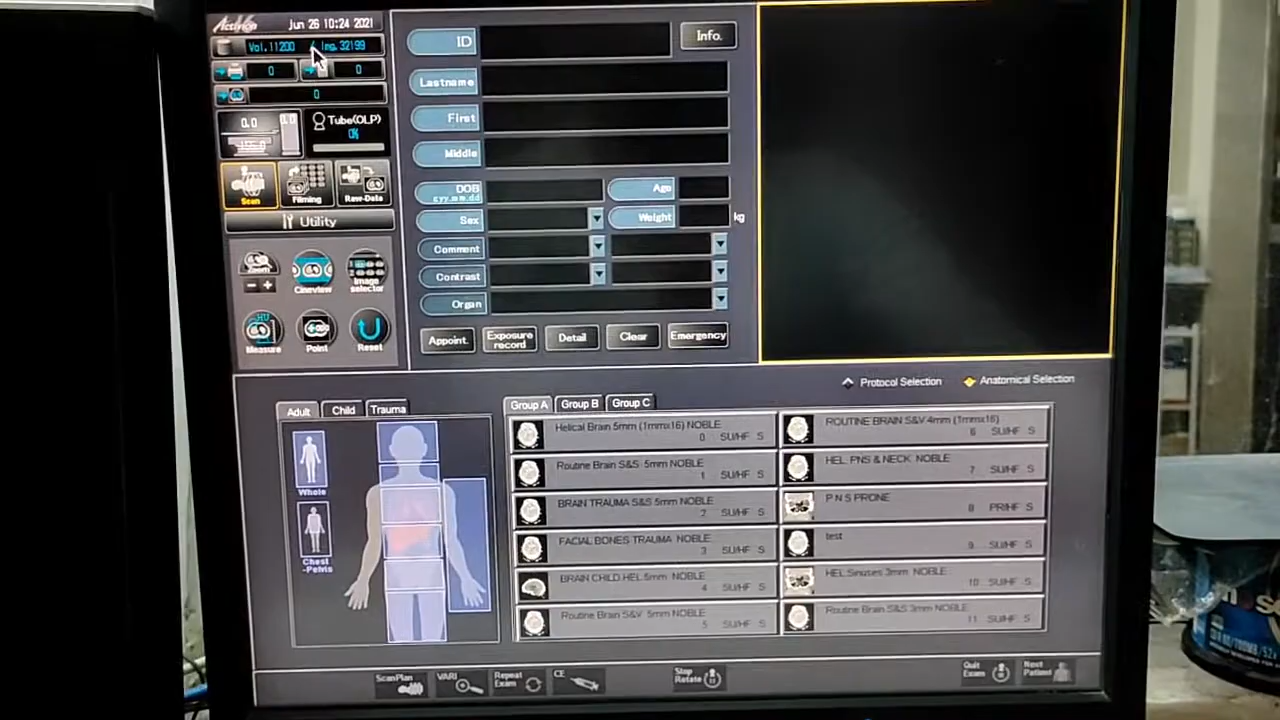 Activion 16
Jun 26 10:24 2021
Vol.11200 / Img.32199
0
0
0
0.0
0.0
Tube(OLP)
0%
Scan
Filming
Raw-Data
Utility
Zoom
- +
Cineview
Image selector
HU
Measure
Point
Reset
ID
Info.
Lastname
First
Middle
DOB
yyy.mm.dd
Age
Sex
Weight
kg
Comment
Contrast
Organ
Appoint.
Exposure record
Detail
Clear
Emergency
Protocol Selection
Anatomical Selection
Adult
Child
Trauma
Whole
Chest
-Pelvis
Group A
Group B
Group C
Helical Brain 5mm (1mmx16) NOBLE
0 SU/HF S
Routine Brain S&S 5mm NOBLE
1 SU/HF S
BRAIN TRAUMA S&S 5mm NOBLE
2 SU/HF S
FACIAL BONES TRAUMA NOBLE
3 SU/HF S
BRAIN CHILD HEL.5mm NOBLE
4 SU/HF S
Routine Brain S&V 5mm NOBLE
5 SU/HF S
ROUTINE BRAIN S&V 4mm (1mmx16)
6 SU/HF S
HEL. PNS & NECK NOBLE
7 SU/HF S
P N S PRONE
8 PR/HF S
test
9 SU/HF S
HEL.Sinuses 3mm NOBLE
10 SU/HF S
Routine Brain S&S 3mm NOBLE
11 SU/HF S
ScanPlan
VARI
Repeat Exam
CE
Stop Rotate
Quit Exam
Next Patient